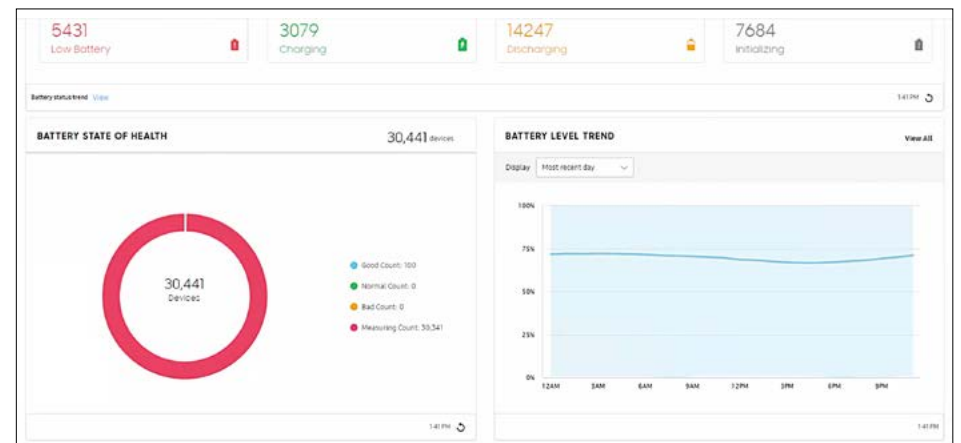 5431
Low Battery
3079
Charging
14247
Discharging
7684
Initializing
Battery status trend View
1:41 PM
BATTERY STATE OF HEALTH
30,441 devices
30,441
Devices
Good Count: 100
Normal Count: 0
Bad Count: 0
Measuring Count: 30,341
1:41 PM
BATTERY LEVEL TREND
View All
Display Most recent day
100%
75%
50%
25%
0%
12AM 3AM 6AM 9AM 12PM 3PM 6PM 9PM
1:41 PM